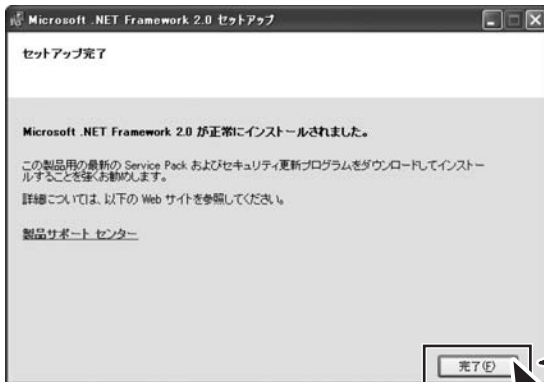 Microsoft .NET Framework 2.0 セットアップ
セットアップ完了
Microsoft .NET Framework 2.0 が正常にインストールされました。
この製品用の最新の Service Pack およびセキュリティ更新プログラムをダウンロードしてインストー
ルすることを強くお勧めします。
詳細については、以下の Web サイトを参照してください。
製品サポート センター
完了(F)